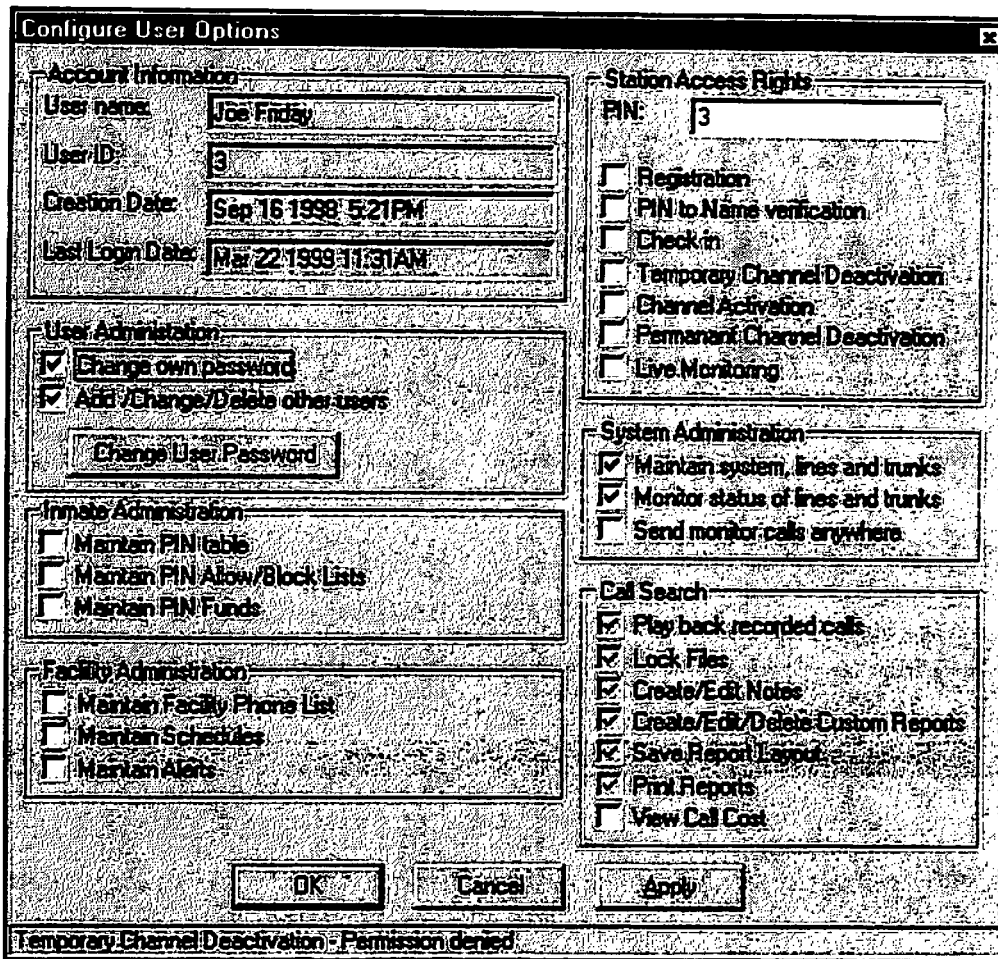 Configure User Options
Account Information
User name: Joe Friday
User ID: 3
Creation Date: Sep 16 1998 5:21PM
Last Login Date: Mar 22 1999 11:31AM
User Administation
Change own password
Add /Change/Delete other users
Change User Password
Inmate Administration
Maintain PIN table
Maintain PIN Allow/Block Lists
Maintain PIN Funds
Facility Administration
Maintain Facility Phone List
Maintain Schedules
Maintain Alerts
Station Access Rights
PIN: 3
Registration
PIN to Name verification
Check in
Temporary Channel Deactivation
Channel Activation
Permanant Channel Deactivation
Live Monitoring
System Administration
Maintain system, lines and trunks
Monitor status of lines and trunks
Send monitor calls anywhere
Call Search
Play back recorded calls
Lock Files
Create/Edit Notes
Create/Edit/Delete Custom Reports
Save Report Layout
Print Reports
View Call Cost
OK
Cancel
Apply
Temporary Channel Deactivation - Permission denied